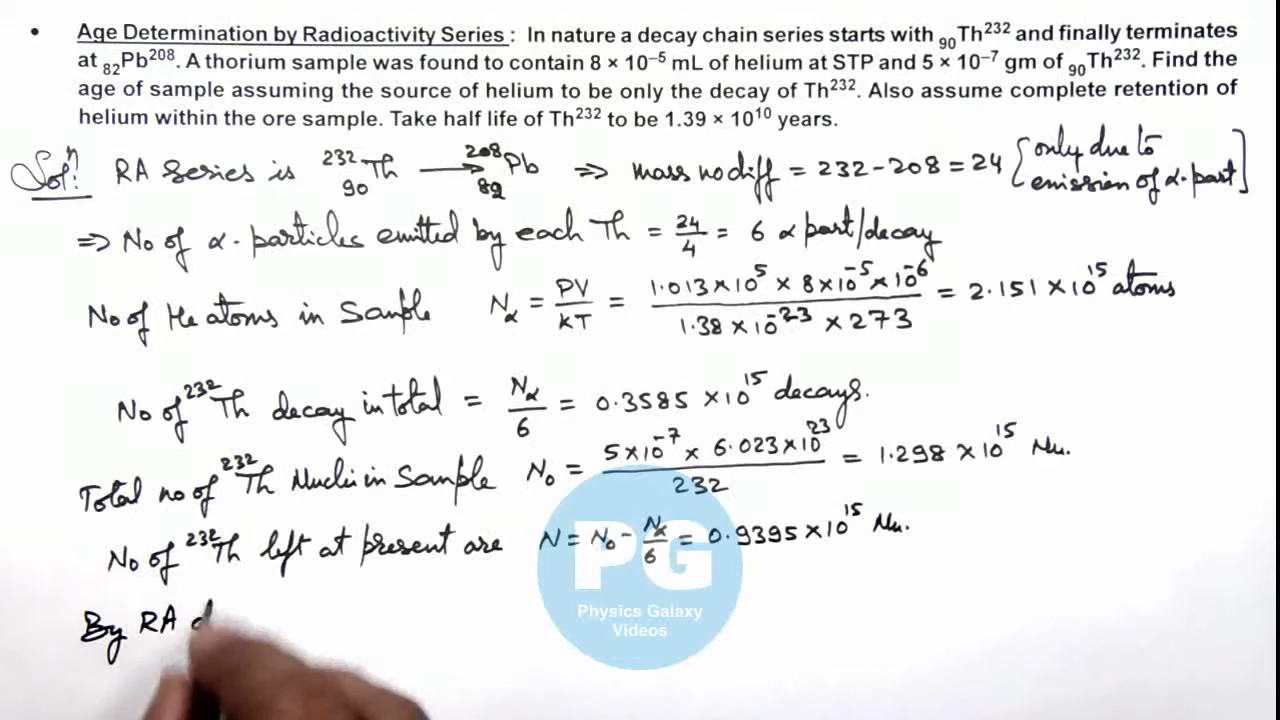 • Age Determination by Radioactivity Series : In nature a decay chain series starts with ₉₀Th²³² and finally terminates
at ₈₂Pb²⁰⁸. A thorium sample was found to contain 8 × 10⁻⁵ mL of helium at STP and 5 × 10⁻⁷ gm of ₉₀Th²³². Find the
age of sample assuming the source of helium to be only the decay of Th²³². Also assume complete retention of
helium within the ore sample. Take half life of Th²³² to be 1.39 × 10¹⁰ years.
Solⁿ: RA Series is ²³²₉₀Th → ²⁰⁸₈₂Pb ⇒ mass no diff = 232 - 208 = 24 [only due to emission of α-part]
⇒ No of α-particles emitted by each Th = 24/4 = 6 α part/decay
No of He atoms in Sample Nα = PV/KT = 1.013×10⁵ × 8×10⁻⁵ × 10⁻⁶ / 1.38×10⁻²³ × 273 = 2.151 × 10¹⁵ atoms
No of ²³²Th decay in total = Nα/6 = 0.3585 × 10¹⁵ decays.
Total no of ²³²Th Nuclii in Sample N₀ = 5×10⁻⁷ × 6.023×10²³ / 232 = 1.298 × 10¹⁵ Nu.
No of ²³²Th left at present are N = N₀ - Nα/6 = 0.9395 × 10¹⁵ Nu.
By RA d
PG
Physics Galaxy
Videos